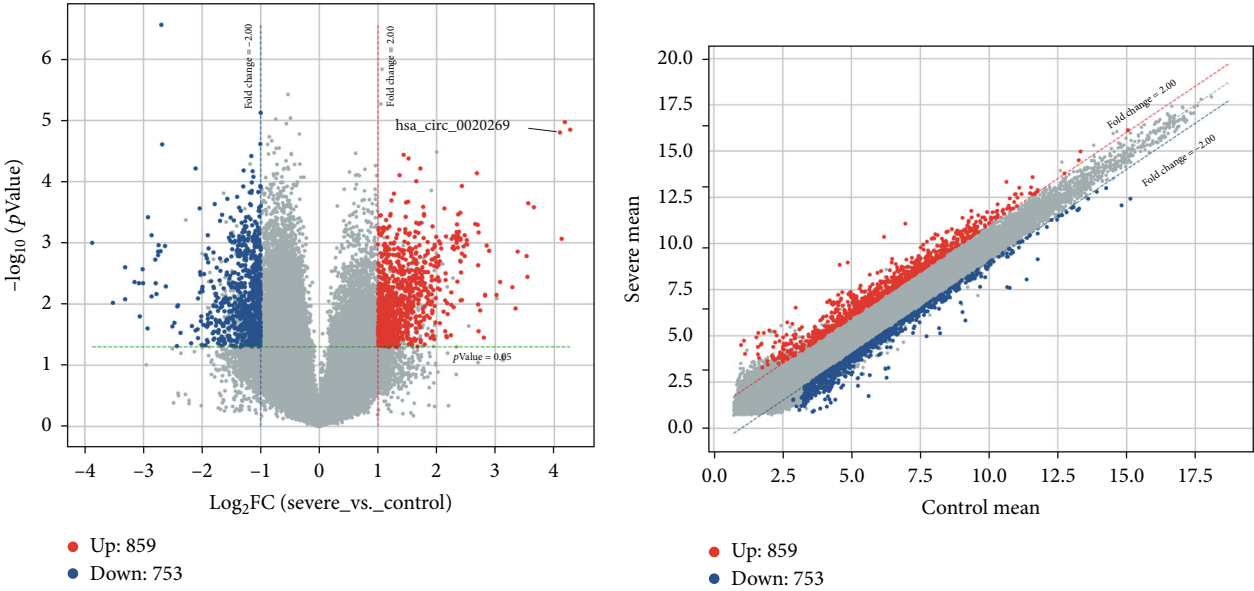 6
5
4
3
2
1
0
–log10 (pValue)
Fold change = –2.00
Fold change = 2.00
hsa_circ_0020269
pValue = 0.05
–4 –3 –2 –1 0 1 2 3 4
Log2FC (severe_vs._control)
Up: 859
Down: 753
20.0
17.5
15.0
12.5
10.0
7.5
5.0
2.5
0.0
Severe mean
Fold change = 2.00
Fold change = –2.00
0.0 2.5 5.0 7.5 10.0 12.5 15.0 17.5
Control mean
Up: 859
Down: 753